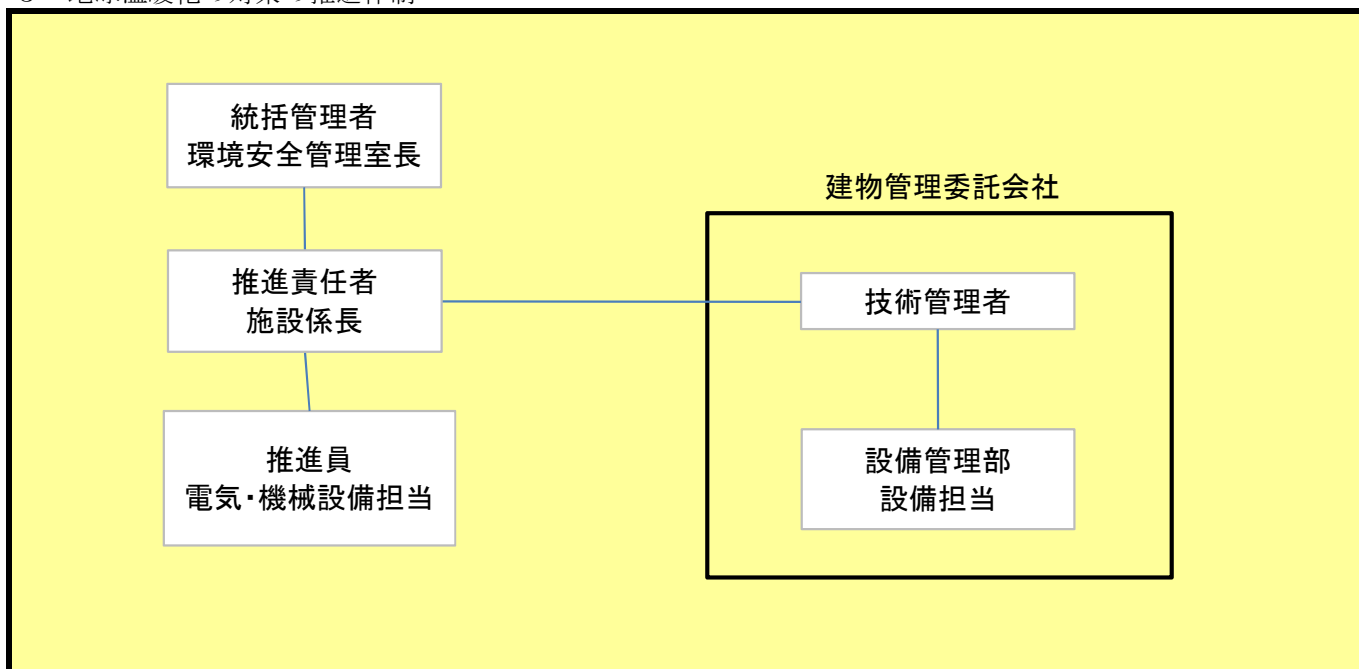 統括管理者
環境安全管理室長
建物管理委託会社
推進責任者
施設係長
技術管理者
推進員
電気・機械設備担当
設備管理部
設備担当